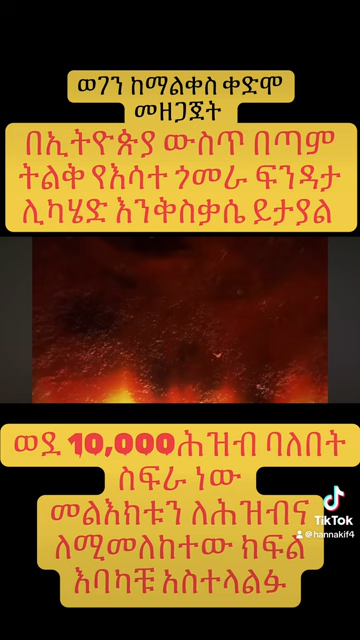 ወገን ከማልቀስ ቀድሞ
መዘጋጀት
በኢትዮጵያ ውስጥ በጣም
ትልቅ የእሳተ ጎመራ ፍንዳታ
ሊካሄድ እንቅስቃሴ ይታያል
ወደ 10,000ሕዝብ ባለበት
ስፍራ ነው
መልእክቱን ለሕዝብና
ለሚመለከተው ክፍል
እባካቹ አስተላልፉ
TikTok
@hannakif4